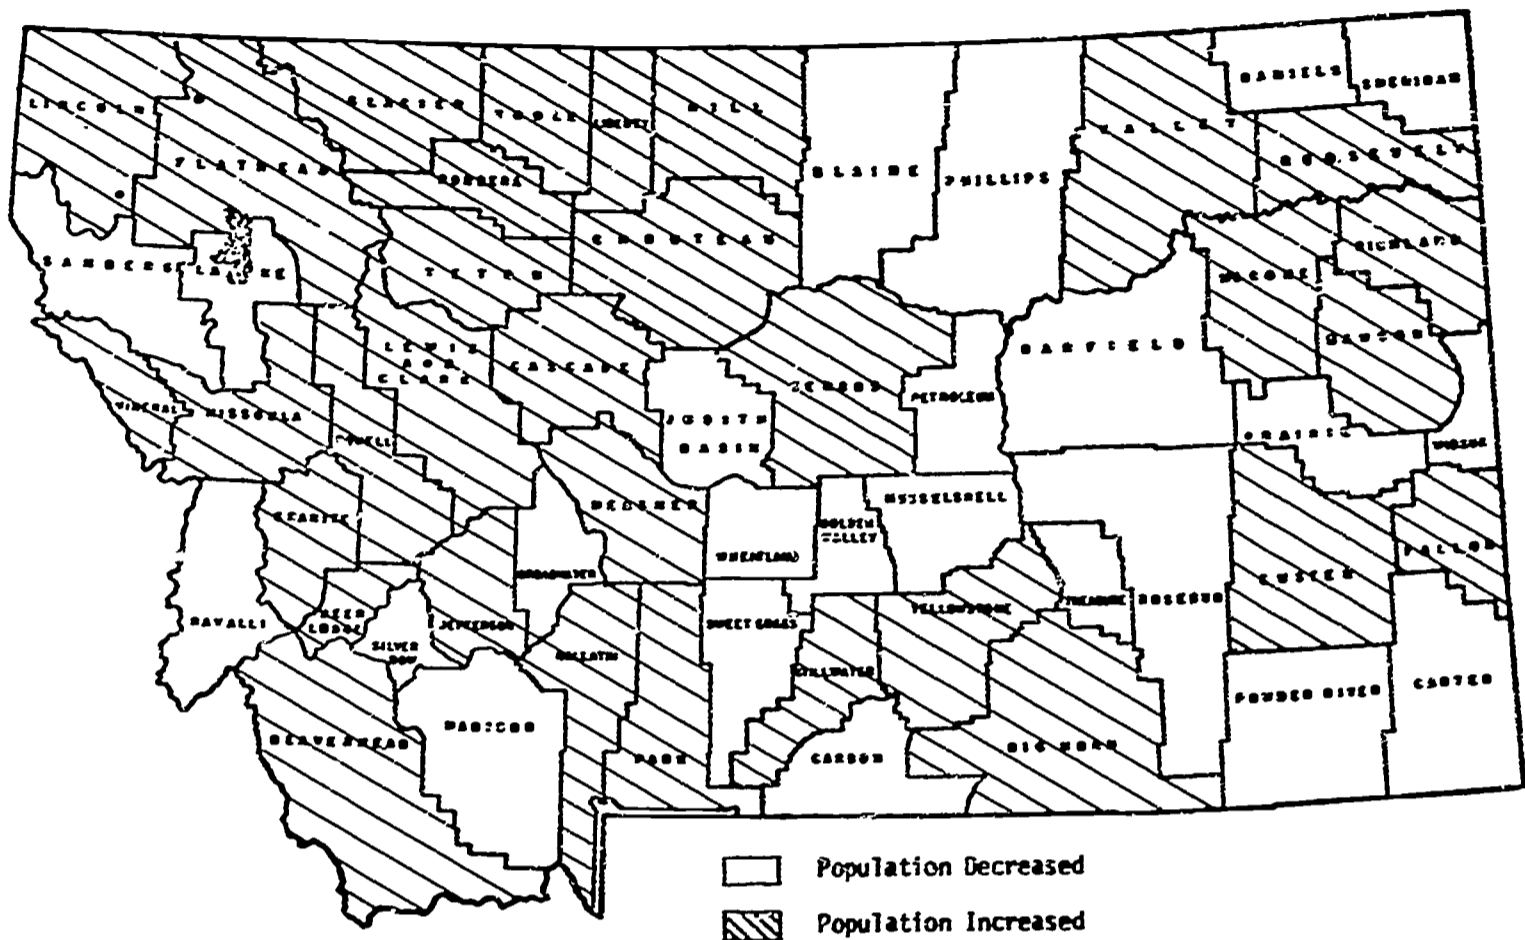 DANIELS
SHERIDAN
LINCOLN
GLACIER
TOOLE
LIBERTY
HILL
VALLEY
ROOSEVELT
FLATHEAD
PONDERA
BLAINE
PHILLIPS
CHOUTEAU
RICHLAND
SANDERS
LAKE
TETON
MCCONE
LEWIS
AND
CLARK
CASCADE
GARFIELD
DAWSON
FERGUS
PETROLEUM
MINERAL
MISSOULA
POWELL
JUDITH
BASIN
PRAIRIE
WIBAUX
MEAGHER
MUSSELSHELL
GRANITE
GOLDEN
VALLEY
WHEATLAND
FALLON
BROADWATER
CUSTER
RAVALLI
DEER
LODGE
JEFFERSON
SWEET GRASS
YELLOWSTONE
TREASURE
ROSEBUD
SILVER
BOW
GALLATIN
STILLWATER
POWDER RIVER
CARTER
MADISON
BEAVERHEAD
PARK
CARBON
BIG HORN
Population Decreased
Population Increased